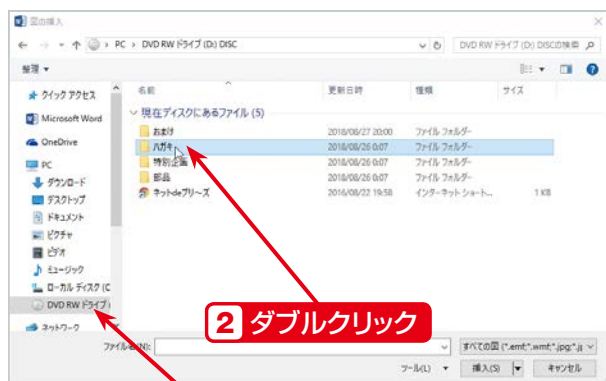 図の挿入
PC › DVD RW ドライブ (D:) DISC
DVD RW ドライブ (D:) DISCの検索
整理
名前 更新日時 種類 サイズ
クイック アクセス
現在ディスクにあるファイル (5)
Microsoft Word
おまけ 2018/08/27 20:00 ファイル フォルダー
OneDrive
ハガキ 2018/08/26 0:07 ファイル フォルダー
特別企画 2018/08/26 0:07 ファイル フォルダー
PC
部品 2018/08/26 0:07 ファイル フォルダー
ダウンロード
ネットdeプリーズ 2016/08/22 19:58 インターネット ショート... 1 KB
デスクトップ
ドキュメント
ピクチャ
ビデオ
ミュージック
ローカル ディスク (C
DVD RW ドライブ (
2 ダブルクリック
ネットワーク
ファイル名(N):
すべての図 (*.emf;*.wmf;*.jpg;*.j
ツール(L) 挿入(S) キャンセル